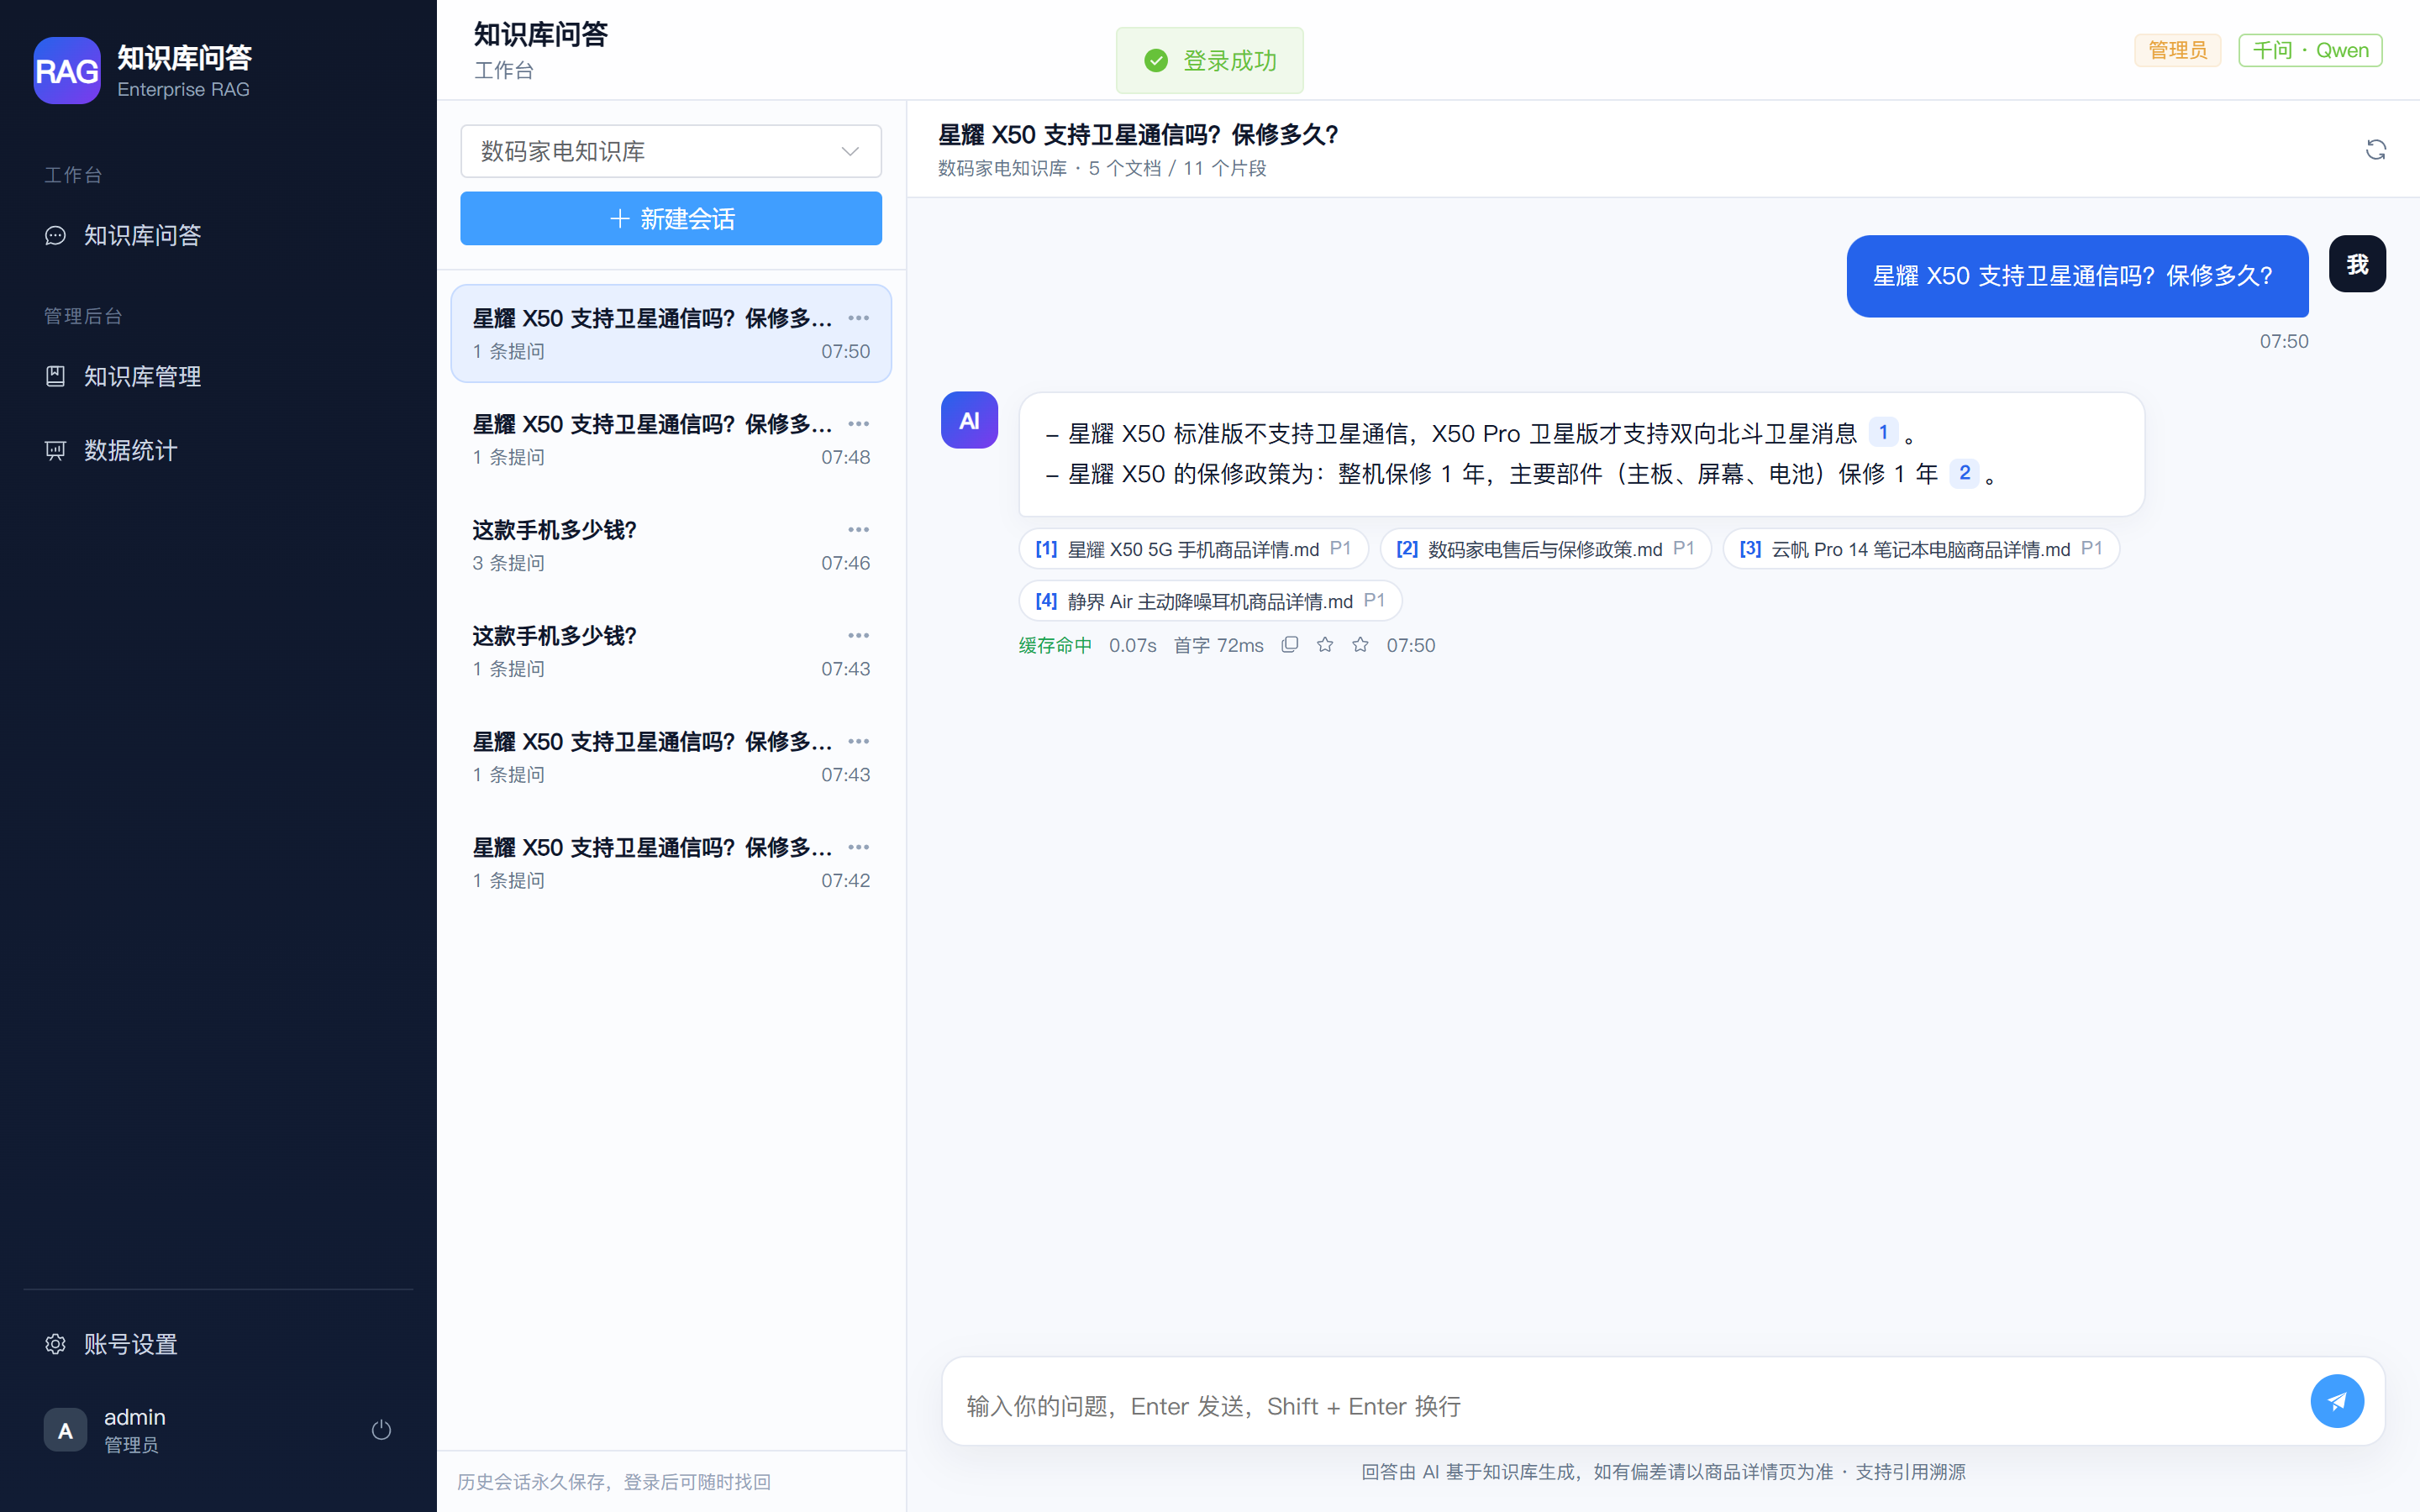 RAG
知识库问答
Enterprise RAG
工作台
知识库问答
管理后台
知识库管理
数据统计
账号设置
A
admin
管理员
知识库问答
工作台
登录成功
管理员
千问 · Qwen
数码家电知识库
新建会话
星耀 X50 支持卫星通信吗？保修多...
1 条提问 07:50
星耀 X50 支持卫星通信吗？保修多...
1 条提问 07:48
这款手机多少钱？
3 条提问 07:46
这款手机多少钱？
1 条提问 07:43
星耀 X50 支持卫星通信吗？保修多...
1 条提问 07:43
星耀 X50 支持卫星通信吗？保修多...
1 条提问 07:42
历史会话永久保存，登录后可随时找回
星耀 X50 支持卫星通信吗？保修多久？
数码家电知识库 · 5 个文档 / 11 个片段
星耀 X50 支持卫星通信吗？保修多久？
我
07:50
AI
– 星耀 X50 标准版不支持卫星通信，X50 Pro 卫星版才支持双向北斗卫星消息 1 。
– 星耀 X50 的保修政策为：整机保修 1 年，主要部件（主板、屏幕、电池）保修 1 年 2 。
[1] 星耀 X50 5G 手机商品详情.md P1 [2] 数码家电售后与保修政策.md P1 [3] 云帆 Pro 14 笔记本电脑商品详情.md P1
[4] 静界 Air 主动降噪耳机商品详情.md P1
缓存命中 0.07s 首字 72ms 07:50
输入你的问题，Enter 发送，Shift + Enter 换行
回答由 AI 基于知识库生成，如有偏差请以商品详情页为准 · 支持引用溯源